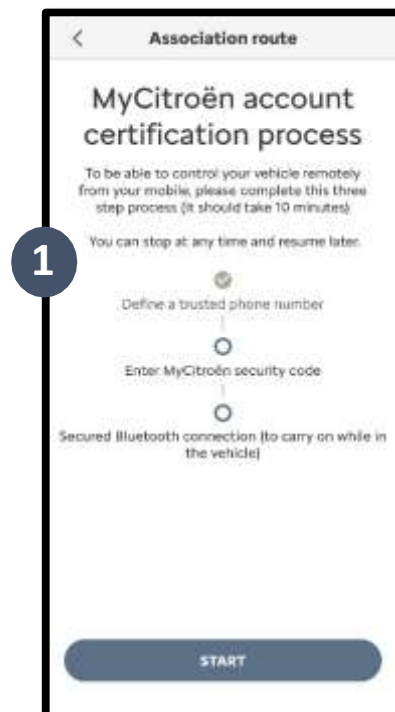 Association route
MyCitroën account
certification process
To be able to control your vehicle remotely
from your mobile, please complete this three
step process (it should take 10 minutes)
You can stop at any time and resume later.
1
Define a trusted phone number
Enter MyCitroën security code
Secured Bluetooth connection (to carry on while in
the vehicle)
START